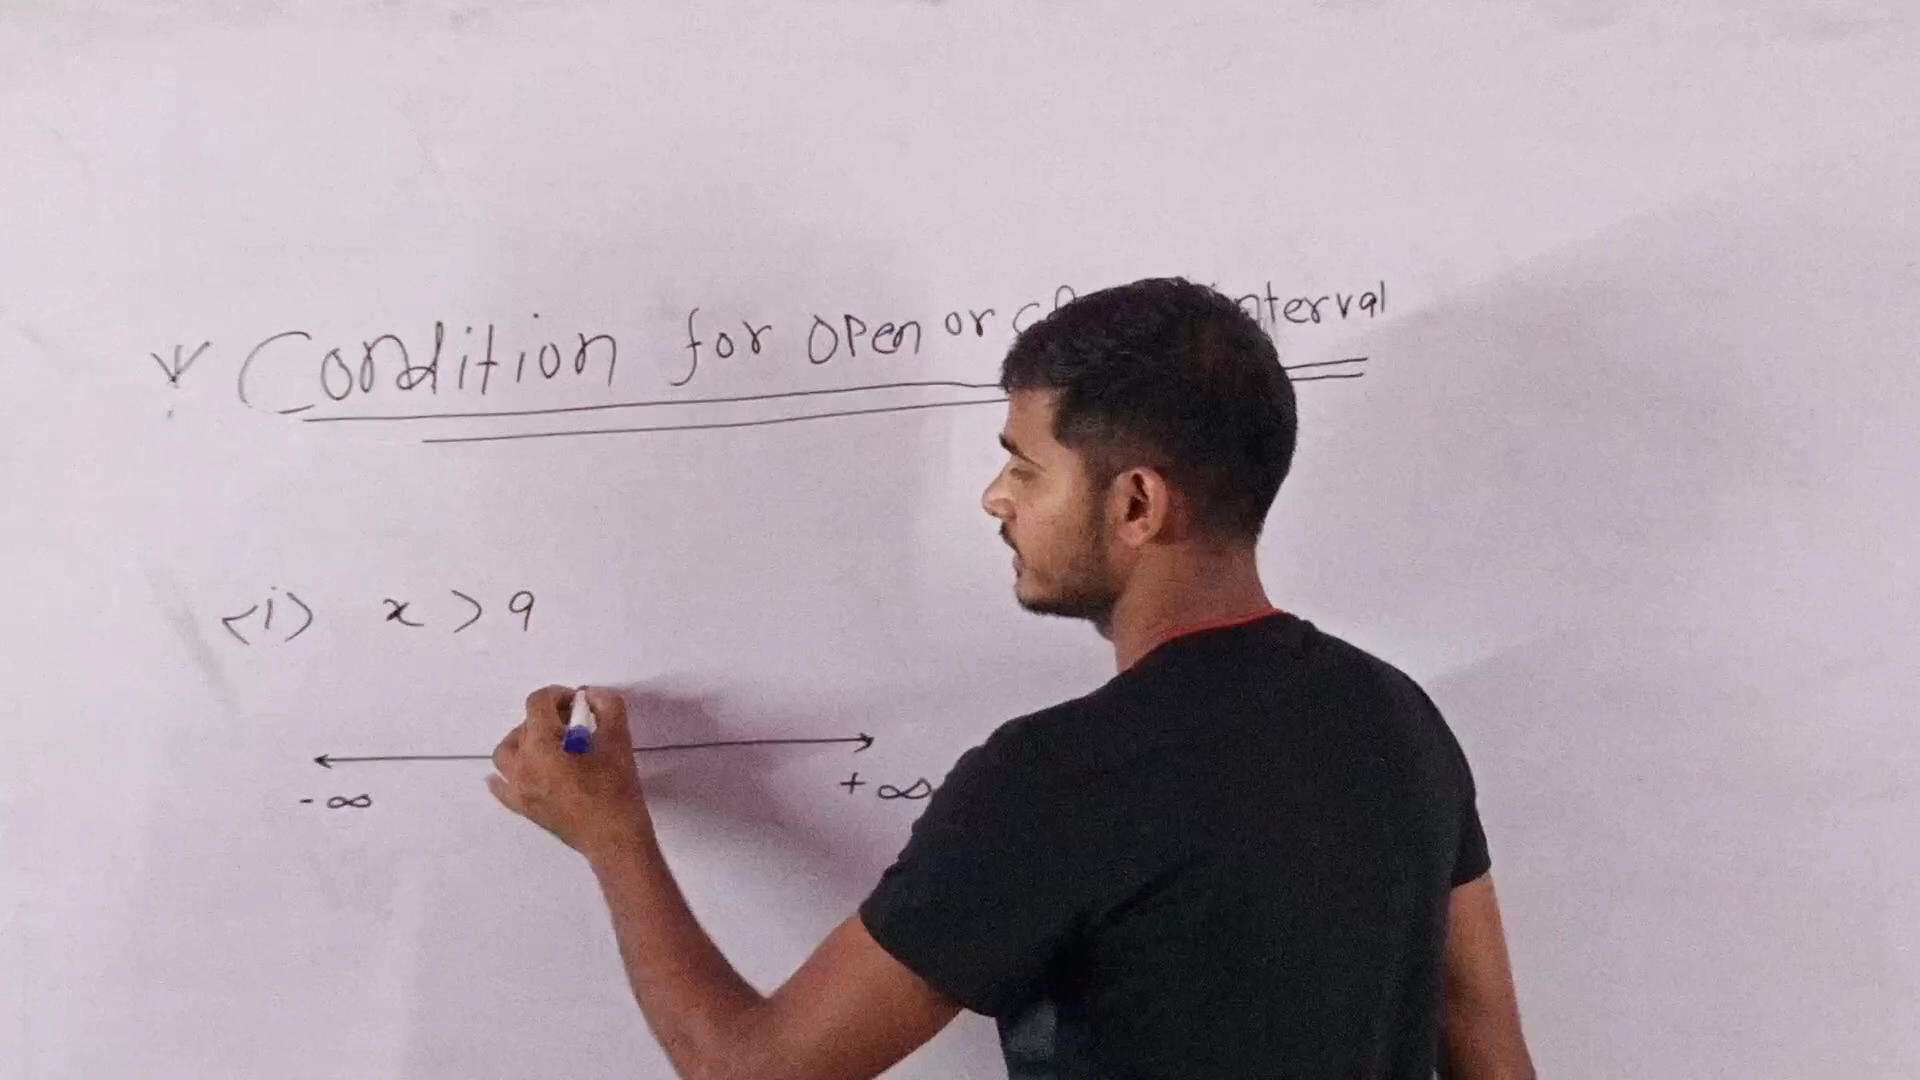 Condition for open or interval
(i) x > 9
-∞ +∞